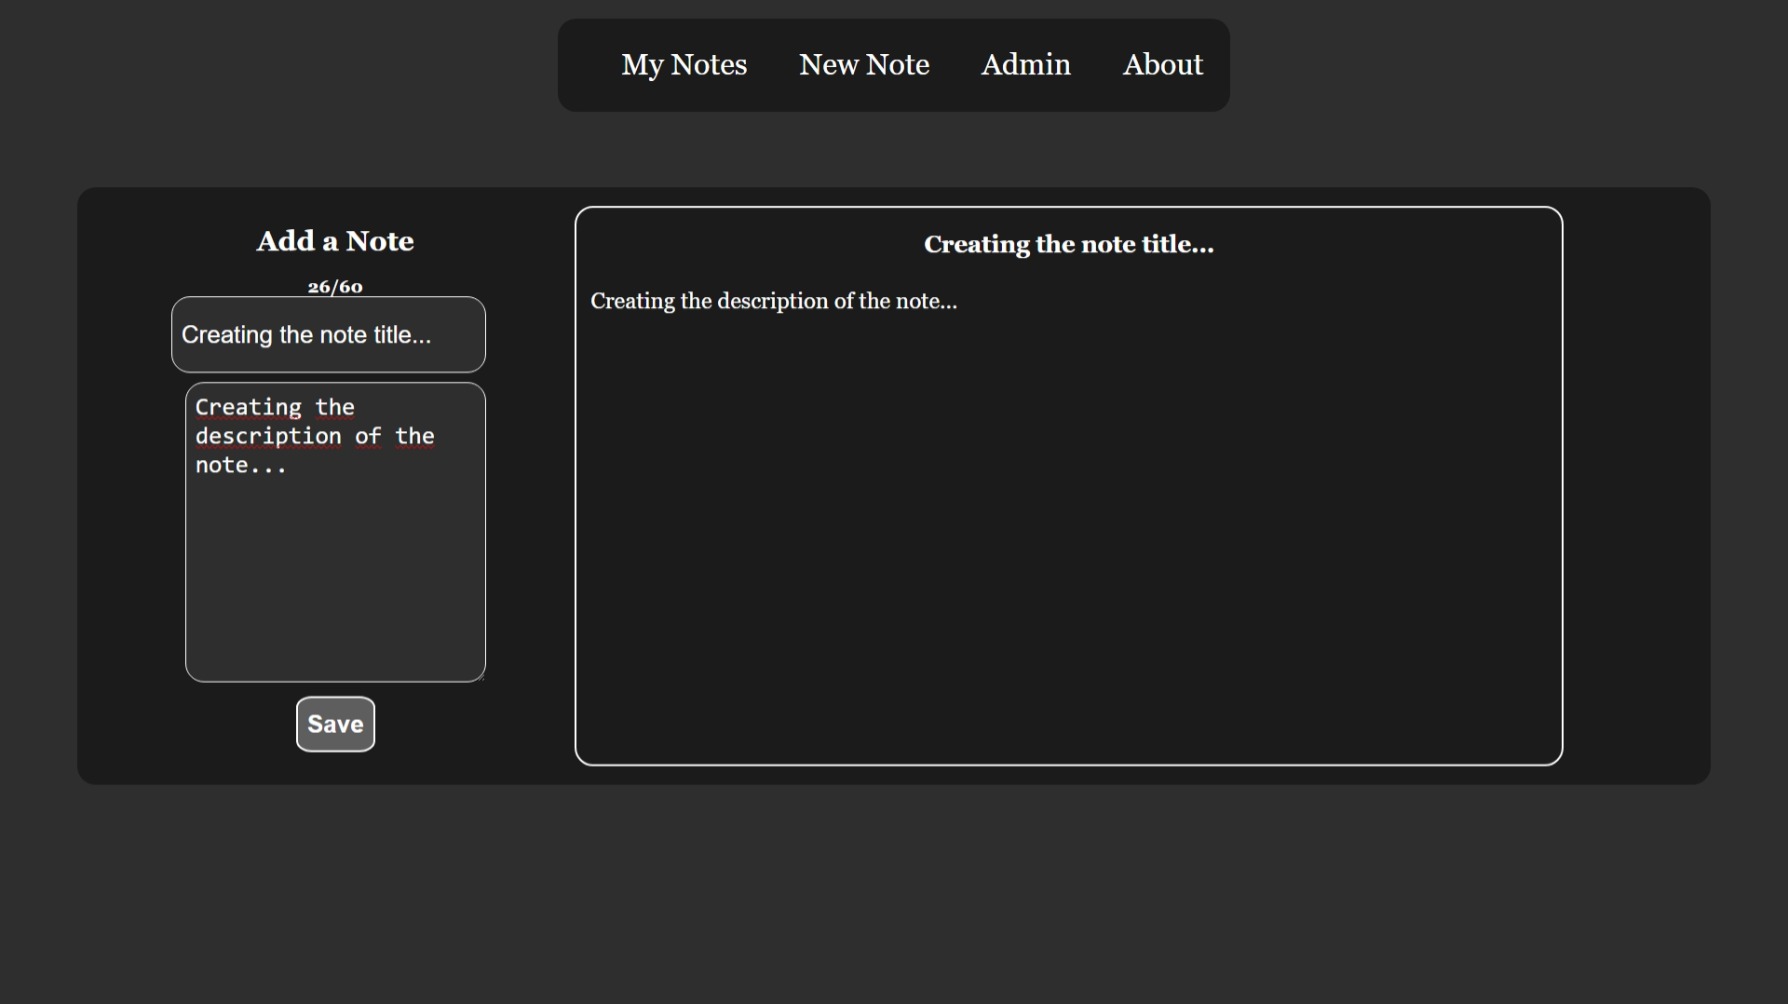 My Notes New Note Admin About
Add a Note
26/60
Creating the note title...
Creating the
description of the
note...
Save
Creating the note title...
Creating the description of the note...